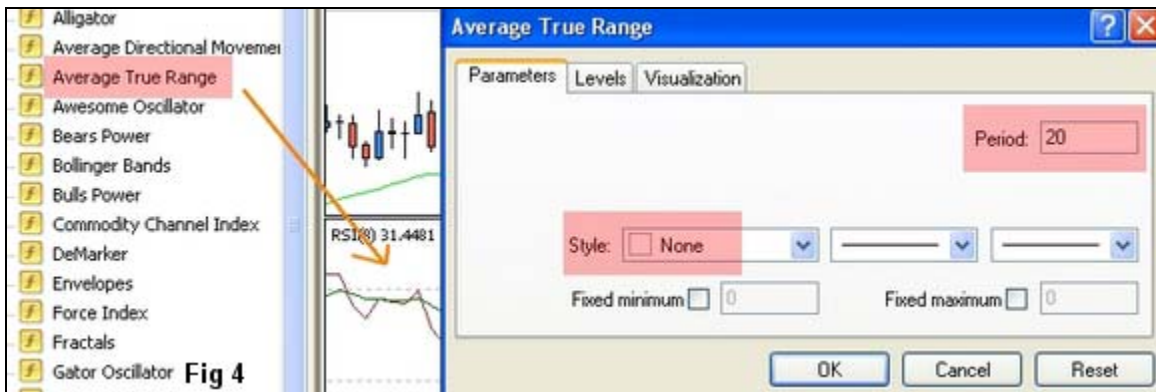 Alligator
Average Directional Movemer
Average True Range
Awesome Oscillator
Bears Power
Bollinger Bands
Bulls Power
Commodity Channel Index
DeMarker
Envelopes
Force Index
Fractals
Gator Oscillator
Fig 4
RSI(8) 31.4481
Average True Range
Parameters Levels Visualization
Period: 20
Style: None
Fixed minimum 0 Fixed maximum 0
OK Cancel Reset